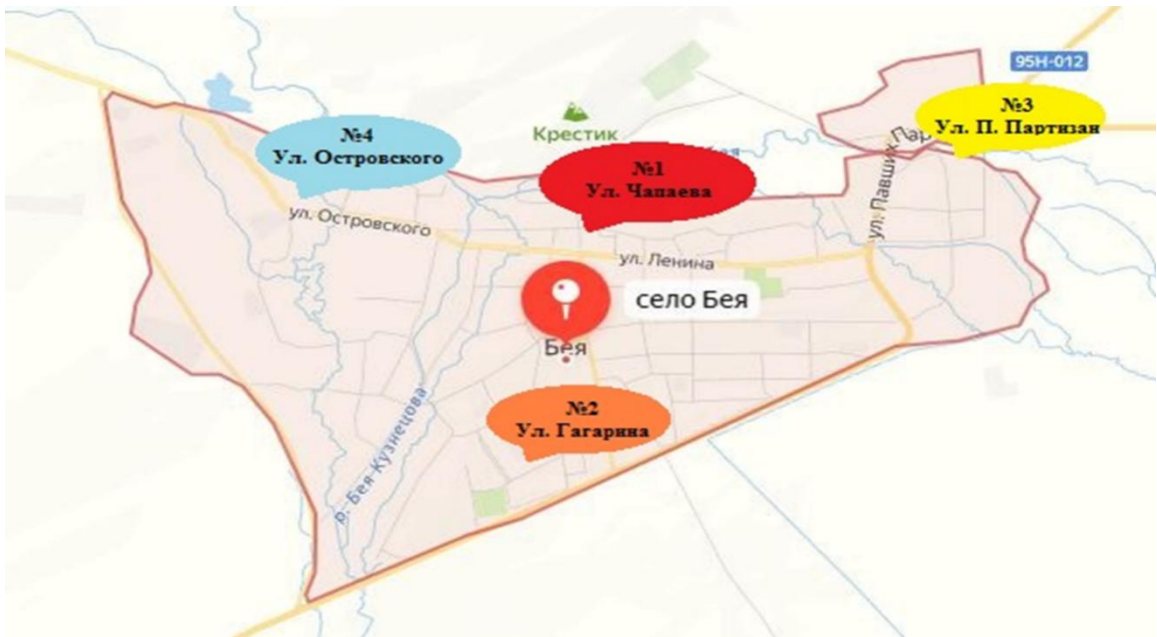 95Н-012
№3
Ул. П. Партизан
№4
Ул. Островского
Крестик
№1
Ул. Чапаева
ул. Павших Пар
ул. Островского
ул. Ленина
село Бея
Бея
№2
Ул. Гагарина
р. Бея-Кузнецова